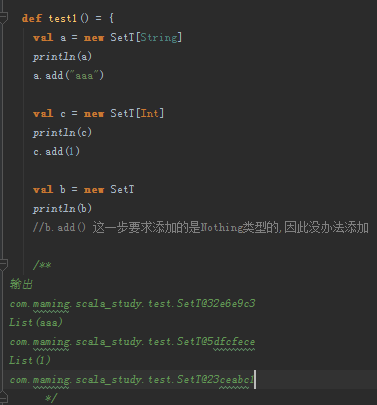 def test1() = {
val a = new SetT[String]
println(a)
a.add("aaa")
val c = new SetT[Int]
println(c)
c.add(1)
val b = new SetT
println(b)
//b.add() 这一步要求添加的是Nothing类型的,因此没办法添加
/**
输出
com.maming.scala_study.test.SetT@32e6e9c3
List(aaa)
com.maming.scala_study.test.SetT@5dfcfece
List(1)
com.maming.scala_study.test.SetT@23ceabc1
*/